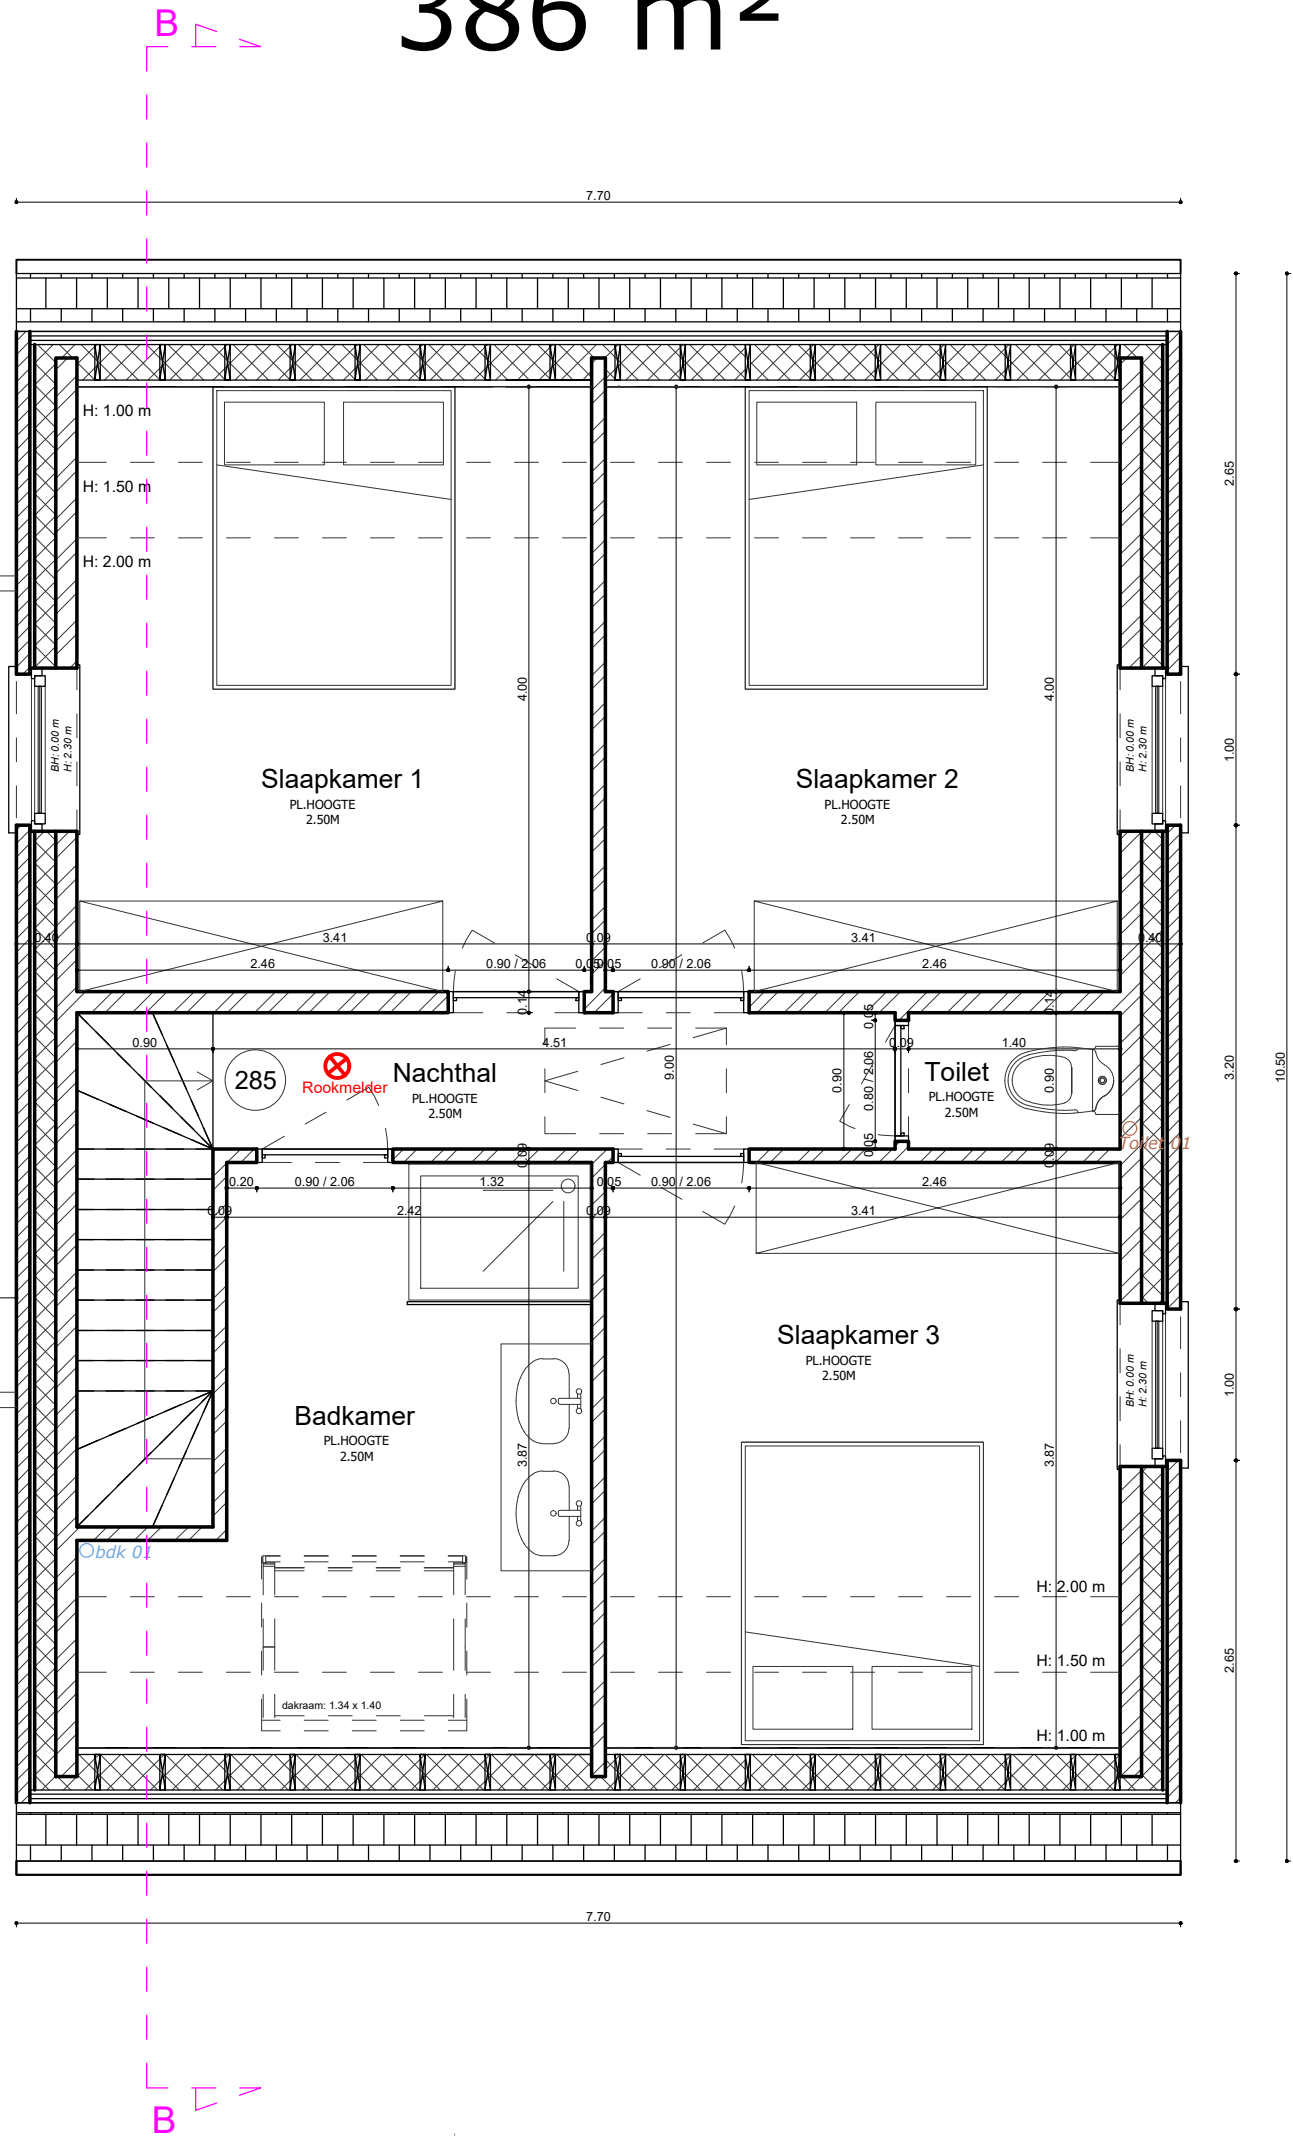 386 m²
B
7.70
H: 1.00 m
H: 1.50 m
H: 2.00 m
2.65
10.50
4.00
4.00
BH: 0.00 m
H: 2.30 m
BH: 0.00 m
H: 2.30 m
1.00
Slaapkamer 1
PL.HOOGTE
2.50M
Slaapkamer 2
PL.HOOGTE
2.50M
0.40
3.41
0.09
3.41
0.40
2.46
0.90 / 2.06
0.05
0.05
0.90 / 2.06
2.46
0.14
0.14
0.90
4.51
0.09
1.40
0.05
285
Rookmelder
Nachthal
PL.HOOGTE
2.50M
9.00
0.90
0.80 / 2.06
0.05
Toilet
PL.HOOGTE
2.50M
0.90
3.20
Toilet 01
0.09
0.09
0.20
0.90 / 2.06
1.32
0.05
0.90 / 2.06
2.46
0.09
2.42
0.09
3.41
Slaapkamer 3
PL.HOOGTE
2.50M
BH: 0.00 m
H: 2.30 m
1.00
Badkamer
PL.HOOGTE
2.50M
3.87
3.87
bdk 01
H: 2.00 m
H: 1.50 m
2.65
dakraam: 1.34 x 1.40
H: 1.00 m
7.70
B